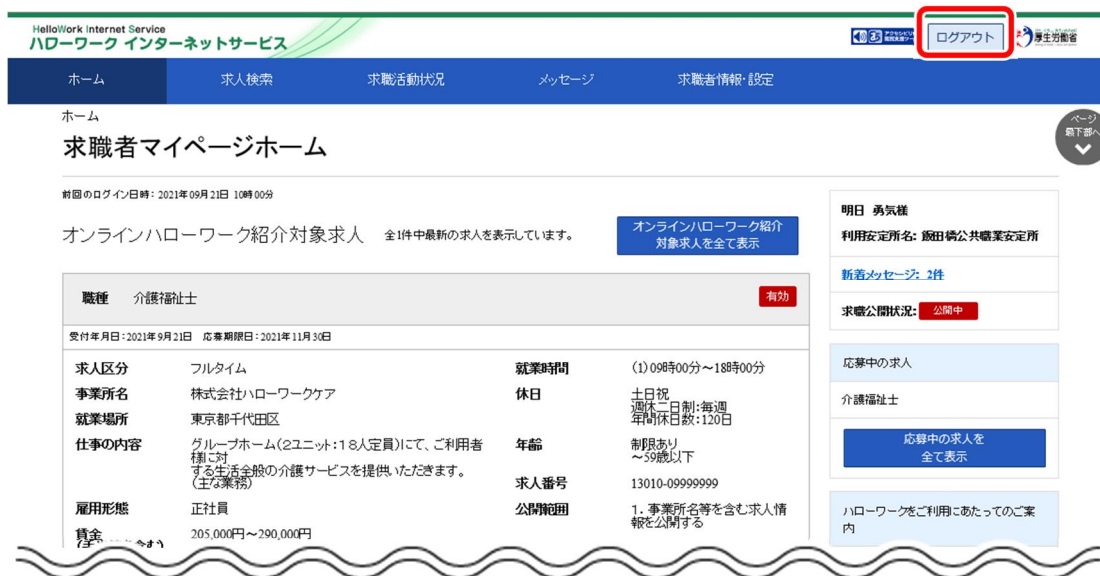 HelloWork Internet Service
ハローワーク インターネットサービス
ログアウト
厚生労働省
ホーム
求人検索
求職活動状況
メッセージ
求職者情報・設定
ホーム
求職者マイページホーム
ページ
最下部へ
前回のログイン日時：2021年09月21日 10時00分
オンラインハローワーク紹介対象求人
全1件中最新の求人を表示しています。
オンラインハローワーク紹介
対象求人を全て表示
職種 介護福祉士
有効
受付年月日：2021年9月21日 応募期限日：2021年11月30日
求人区分 フルタイム
事業所名 株式会社ハローワークケア
就業場所 東京都千代田区
仕事の内容 グループホーム(2ユニット：18人定員)にて、ご利用者
様に対
する生活全般の介護サービスを提供いただきます。
(主な業務)
雇用形態 正社員
賃金 205,000円～290,000円
就業時間 (1)09時00分～18時00分
休日 土日祝
週休二日制：毎週
年間休日数：120日
年齢 制限あり
～59歳以下
求人番号 13010-09999999
公開範囲 1．事業所名等を含む求人情
報を公開する
明日 勇気様
利用安定所名：飯田橋公共職業安定所
新着メッセージ：2件
求職公開状況： 公開中
応募中の求人
介護福祉士
応募中の求人を
全て表示
ハローワークをご利用にあたってのご案
内